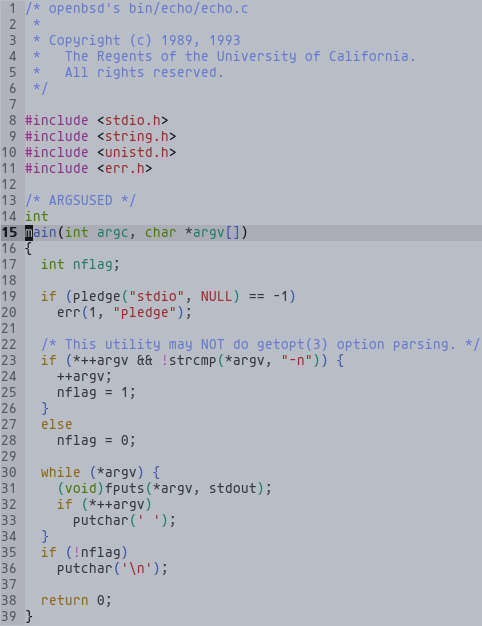 1 /* openbsd's bin/echo/echo.c
2  *
3  * Copyright (c) 1989, 1993
4  *   The Regents of the University of California.
5  *   All rights reserved.
6  */
7
8 #include <stdio.h>
9 #include <string.h>
10 #include <unistd.h>
11 #include <err.h>
12
13 /* ARGSUSED */
14 int
15 main(int argc, char *argv[])
16 {
17   int nflag;
18
19   if (pledge("stdio", NULL) == -1)
20     err(1, "pledge");
21
22   /* This utility may NOT do getopt(3) option parsing. */
23   if (*++argv && !strcmp(*argv, "-n")) {
24     ++argv;
25     nflag = 1;
26   }
27   else
28     nflag = 0;
29
30   while (*argv) {
31     (void)fputs(*argv, stdout);
32     if (*++argv)
33       putchar(' ');
34   }
35   if (!nflag)
36     putchar('\n');
37
38   return 0;
39 }